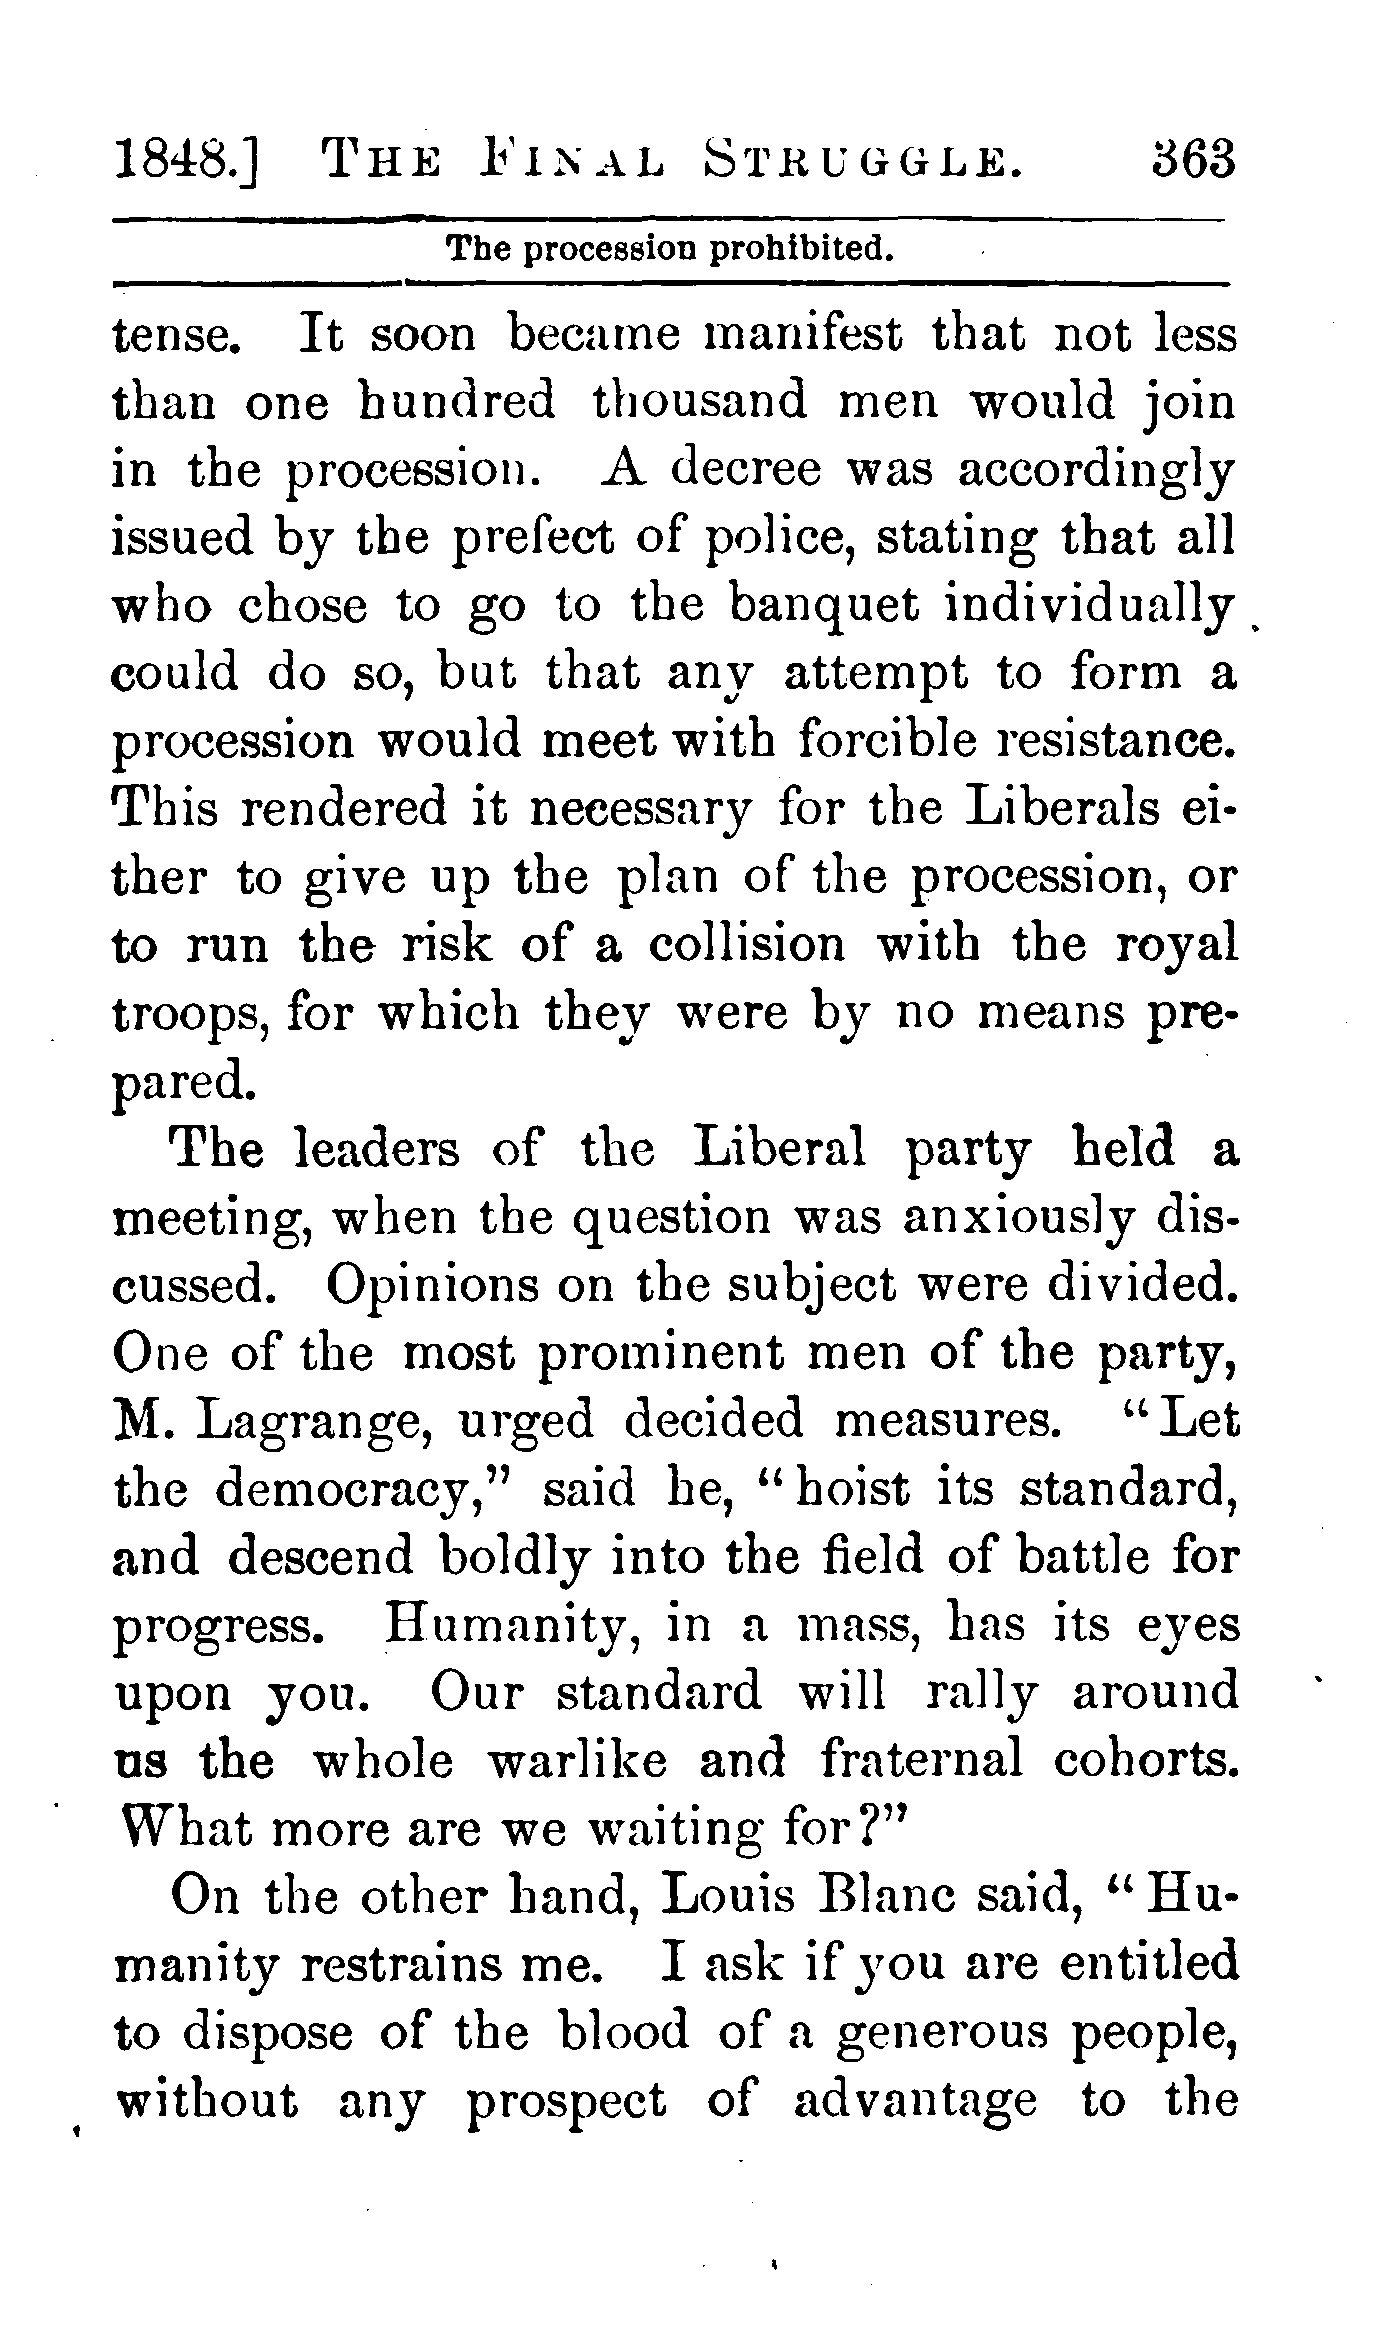 1848.] THE FINAL STRUGGLE. 363
The procession prohibited.
tense. It soon became manifest that not less
than one hundred thousand men would join
in the procession. A decree was accordingly
issued by the prefect of police, stating that all
who chose to go to the banquet individually
could do so, but that any attempt to form a
procession would meet with forcible resistance.
This rendered it necessary for the Liberals ei-
ther to give up the plan of the procession, or
to run the risk of a collision with the royal
troops, for which they were by no means pre-
pared.
The leaders of the Liberal party held a
meeting, when the question was anxiously dis-
cussed. Opinions on the subject were divided.
One of the most prominent men of the party,
M. Lagrange, urged decided measures. “Let
the democracy,” said he, “hoist its standard,
and descend boldly into the field of battle for
progress. Humanity, in a mass, has its eyes
upon you. Our standard will rally around
us the whole warlike and fraternal cohorts.
What more are we waiting for?”
On the other hand, Louis Blanc said, “Hu-
manity restrains me. I ask if you are entitled
to dispose of the blood of a generous people,
without any prospect of advantage to the